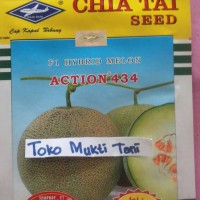 CHIA TAI
SEED
Cap Kapal Terbang
F1 HYBRID MELON
ACTION 434
Toko Mukti Tani